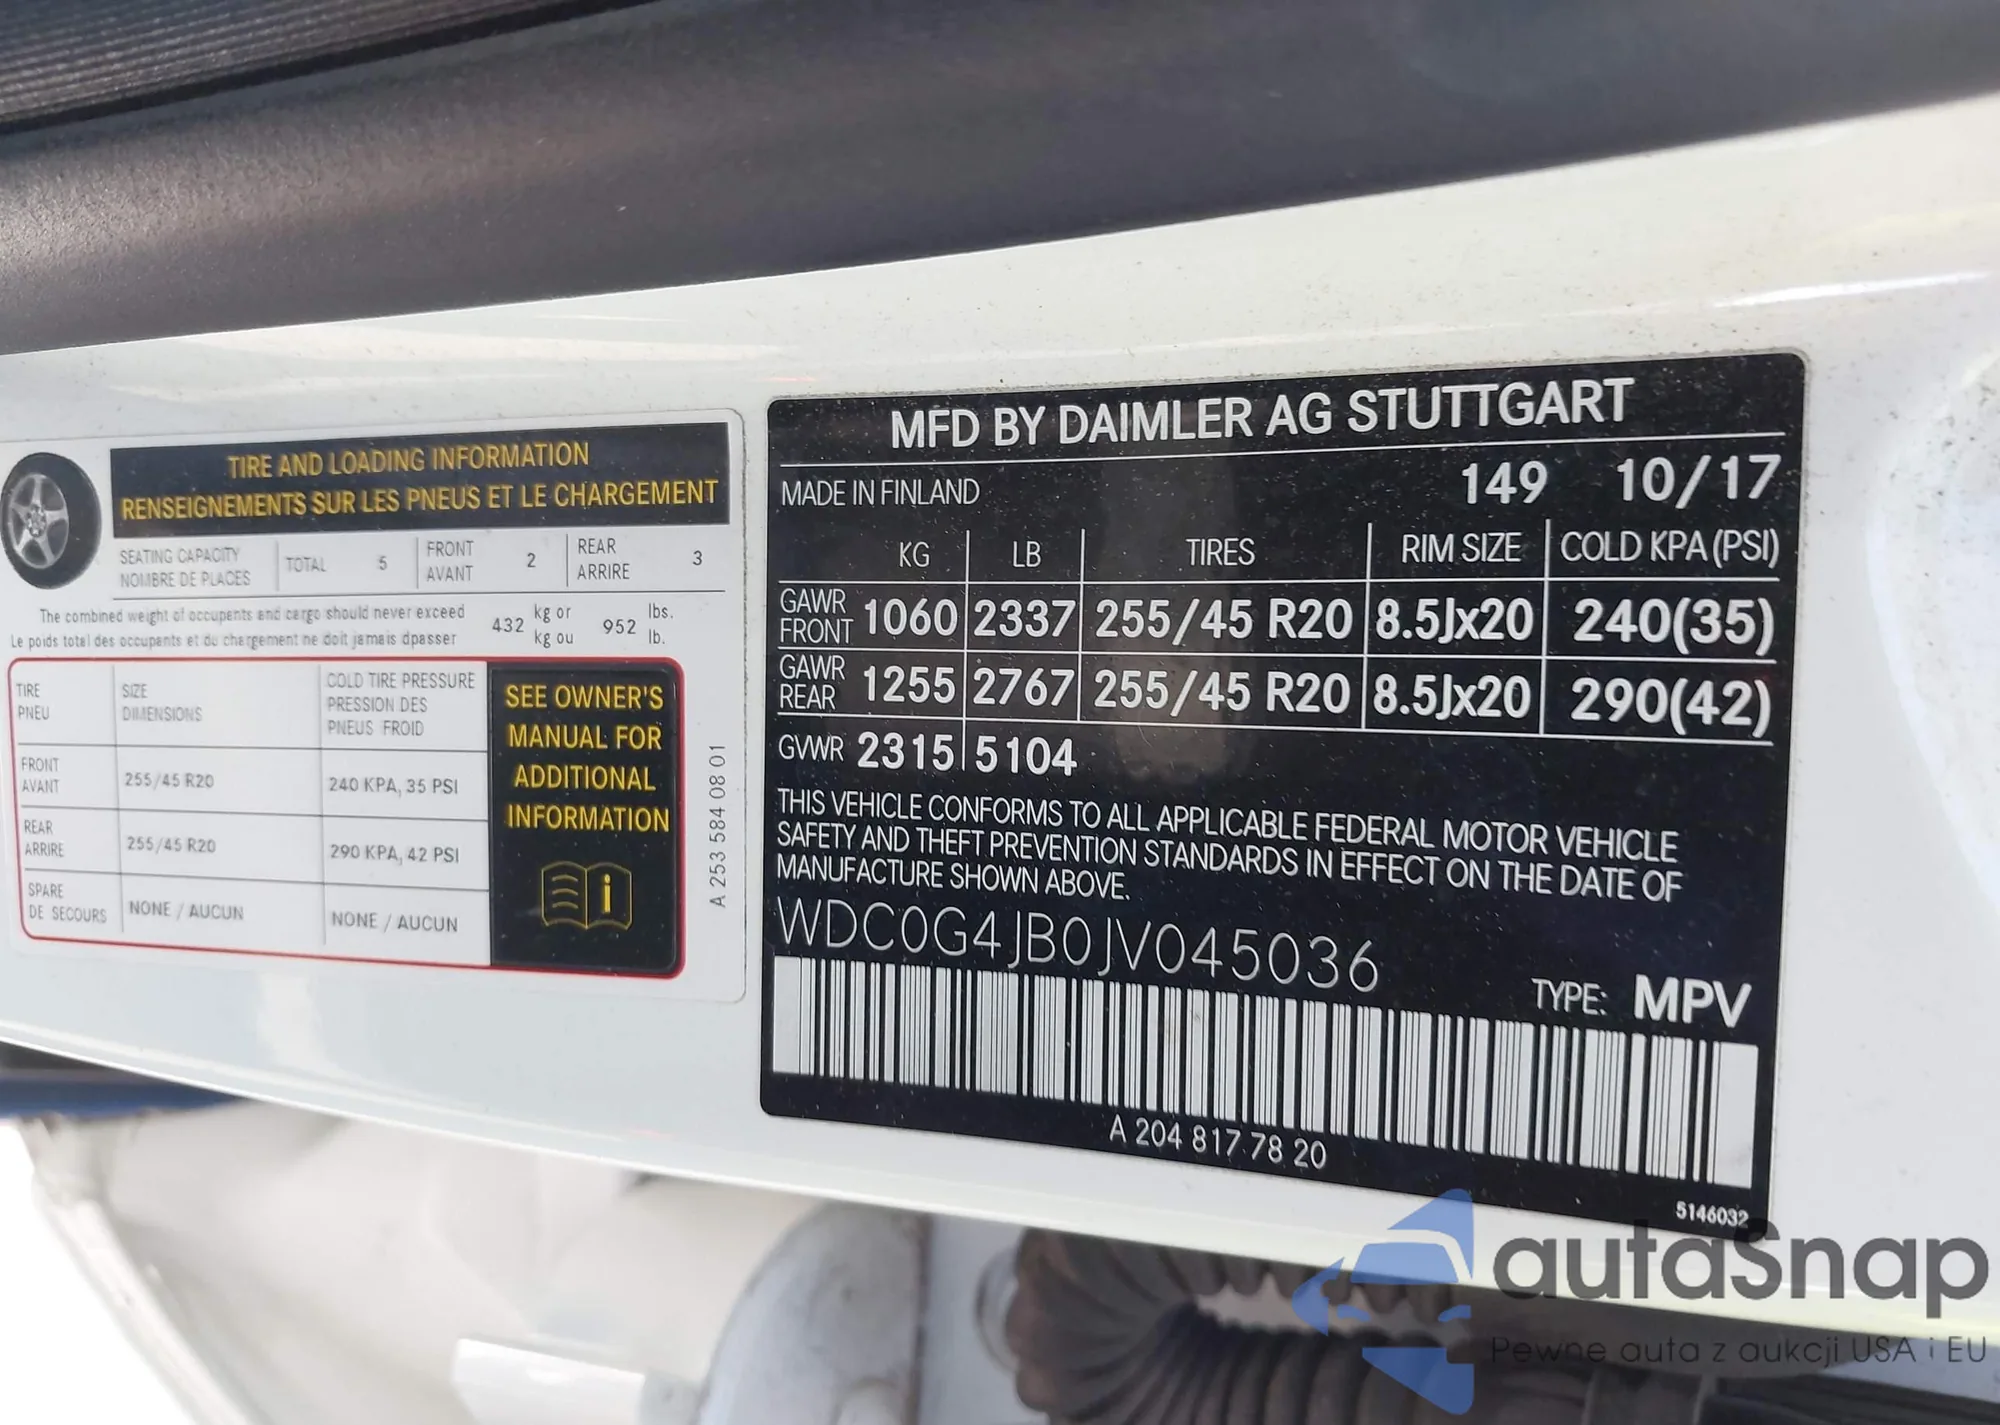 TIRE AND LOADING INFORMATION
RENSEIGNEMENTS SUR LES PNEUS ET LE CHARGEMENT
SEATING CAPACITY
NOMBRE DE PLACES
TOTAL 5
FRONT
AVANT
2
REAR
ARRIRE
3
The combined weight of occupants and cargo should never exceed
Le poids total des occupants et du chargement ne doit jamais dpasser
432 kg or
kg ou
952 lbs.
lb.
TIRE
PNEU
SIZE
DIMENSIONS
COLD TIRE PRESSURE
PRESSION DES
PNEUS FROID
FRONT
AVANT
255/45 R20
240 KPA, 35 PSI
REAR
ARRIRE
255/45 R20
290 KPA, 42 PSI
SPARE
DE SECOURS
NONE / AUCUN
NONE / AUCUN
SEE OWNER'S
MANUAL FOR
ADDITIONAL
INFORMATION
A 253 584 08 01
MFD BY DAIMLER AG STUTTGART
MADE IN FINLAND 149 10/17
KG LB TIRES RIM SIZE COLD KPA (PSI)
GAWR
FRONT
1060 2337 255/45 R20 8.5Jx20 240(35)
GAWR
REAR
1255 2767 255/45 R20 8.5Jx20 290(42)
GVWR 2315 5104
THIS VEHICLE CONFORMS TO ALL APPLICABLE FEDERAL MOTOR VEHICLE
SAFETY AND THEFT PREVENTION STANDARDS IN EFFECT ON THE DATE OF
MANUFACTURE SHOWN ABOVE.
WDC0G4JB0JV045036
TYPE: MPV
A 204 817 78 20
5146032
autaSnap
Pewne auta z aukcji USA i EU